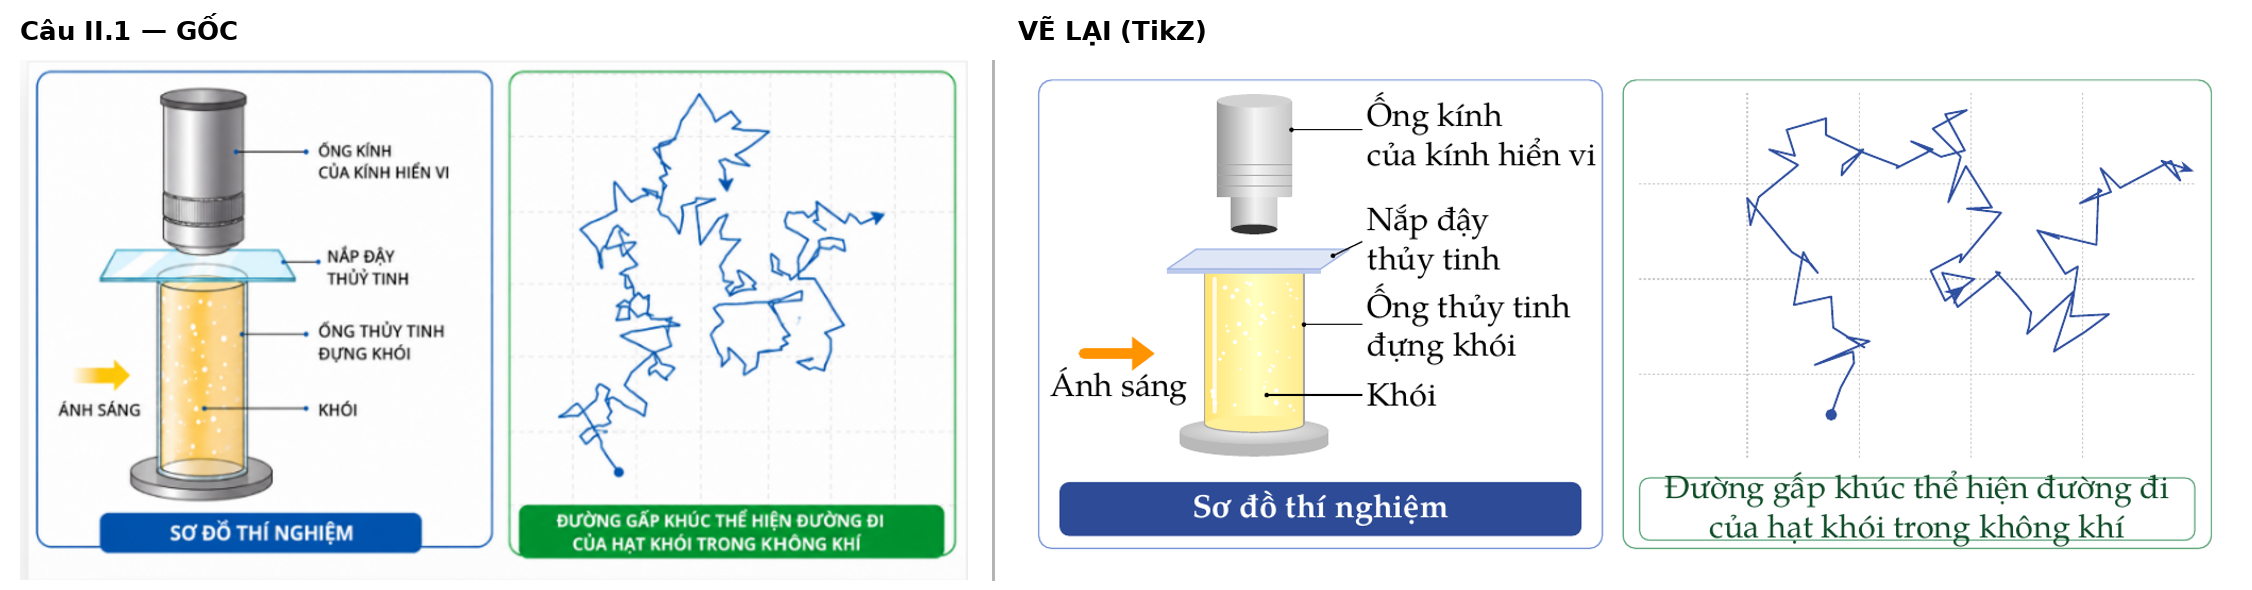 Câu II.1 — GỐC
ỐNG KÍNH
CỦA KÍNH HIỂN VI
NẮP ĐẬY
THỦỶ TINH
ỐNG THỦY TINH
ĐỰNG KHÓI
ÁNH SÁNG
KHÓI
SƠ ĐỒ THÍ NGHIỆM
ĐƯỜNG GẤP KHÚC THỂ HIỆN ĐƯỜNG ĐI
CỦA HẠT KHÓI TRONG KHÔNG KHÍ
VẼ LẠI (TikZ)
Ống kính
của kính hiển vi
Nắp đậy
thủy tinh
Ống thủy tinh
đựng khói
Ánh sáng
Khói
Sơ đồ thí nghiệm
Đường gấp khúc thể hiện đường đi
của hạt khói trong không khí